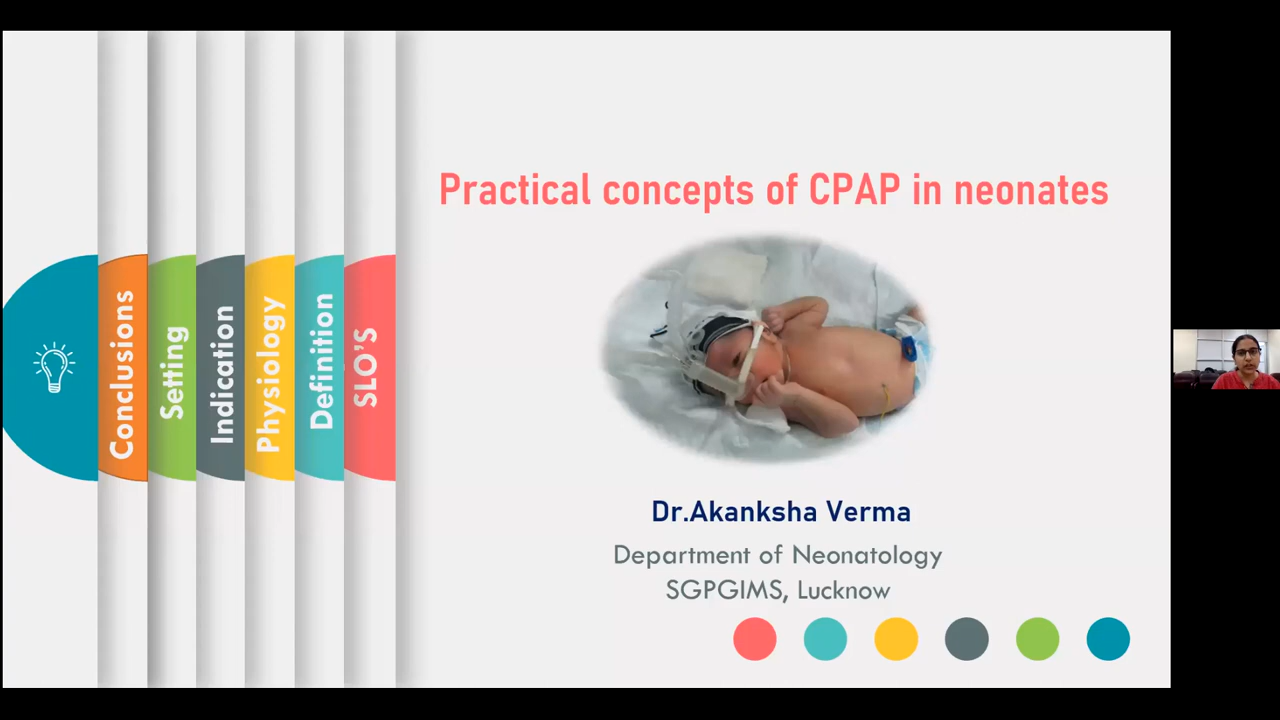 Practical concepts of CPAP in neonates
Conclusions
Setting
Indication
Physiology
Definition
SLO'S
Dr.Akanksha Verma
Department of Neonatology
SGPGIMS, Lucknow